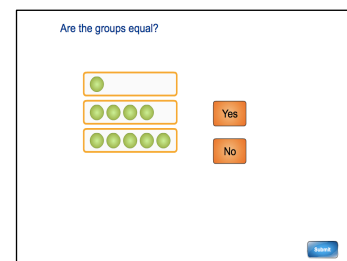 Are the groups equal?
Yes
No
Submit